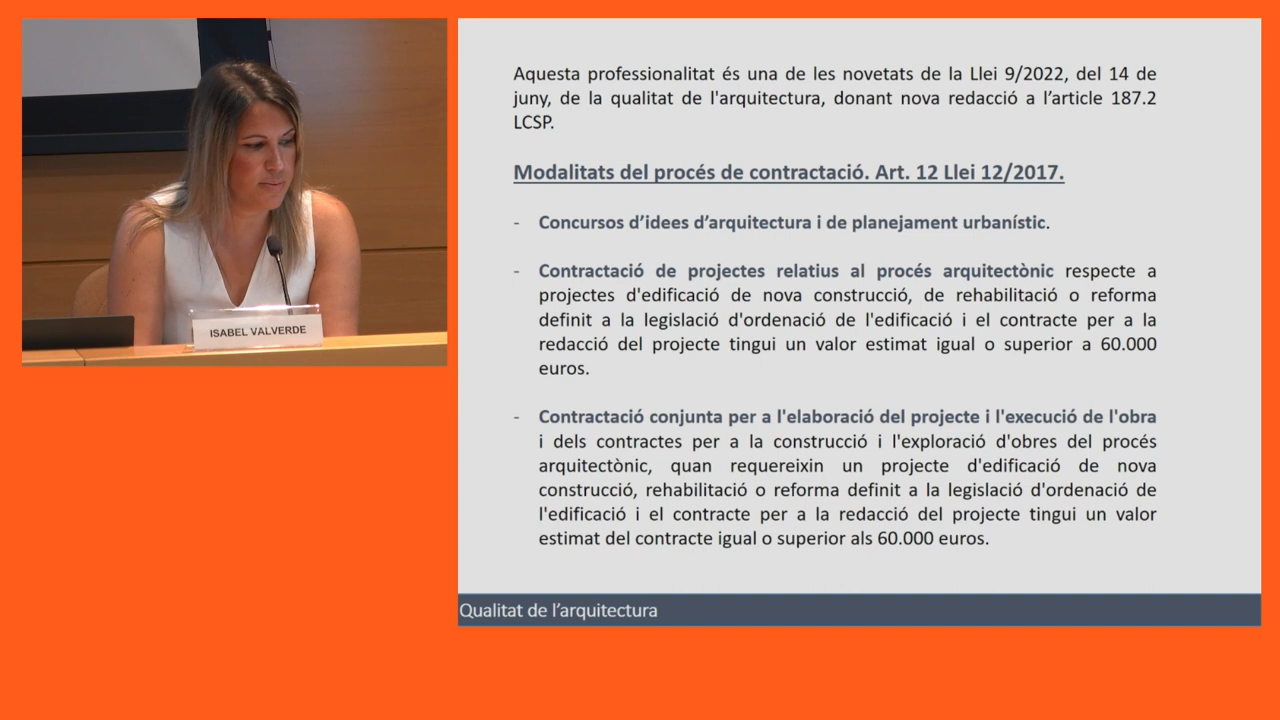 ISABEL VALVERDE
Aquesta professionalitat és una de les novetats de la Llei 9/2022, del 14 de
juny, de la qualitat de l'arquitectura, donant nova redacció a l’article 187.2
LCSP.
Modalitats del procés de contractació. Art. 12 Llei 12/2017.
- Concursos d’idees d’arquitectura i de planejament urbanístic.
- Contractació de projectes relatius al procés arquitectònic respecte a
projectes d'edificació de nova construcció, de rehabilitació o reforma
definit a la legislació d'ordenació de l'edificació i el contracte per a la
redacció del projecte tingui un valor estimat igual o superior a 60.000
euros.
- Contractació conjunta per a l'elaboració del projecte i l'execució de l'obra
i dels contractes per a la construcció i l'exploració d'obres del procés
arquitectònic, quan requereixin un projecte d'edificació de nova
construcció, rehabilitació o reforma definit a la legislació d'ordenació de
l'edificació i el contracte per a la redacció del projecte tingui un valor
estimat del contracte igual o superior als 60.000 euros.
Qualitat de l’arquitectura